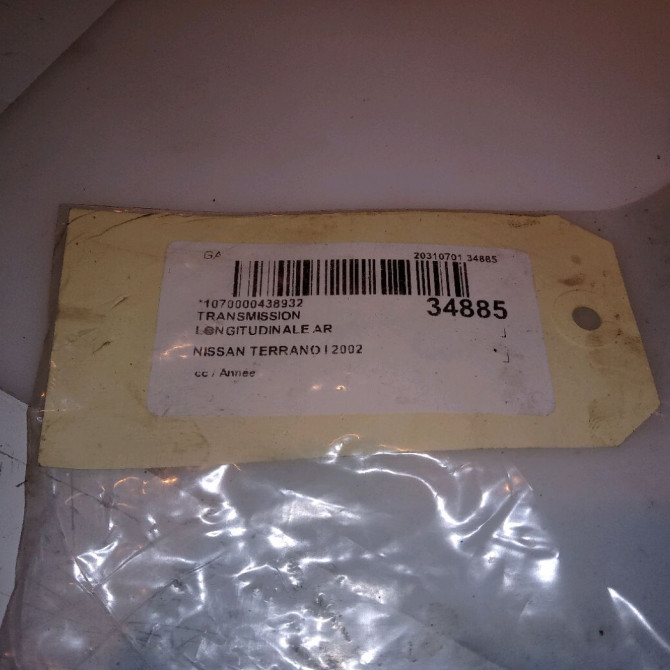 GA 20310701 34885
*1070000438932 34885
TRANSMISSION
LONGITUDINALE AR
NISSAN TERRANO I 2002
cc / Annee